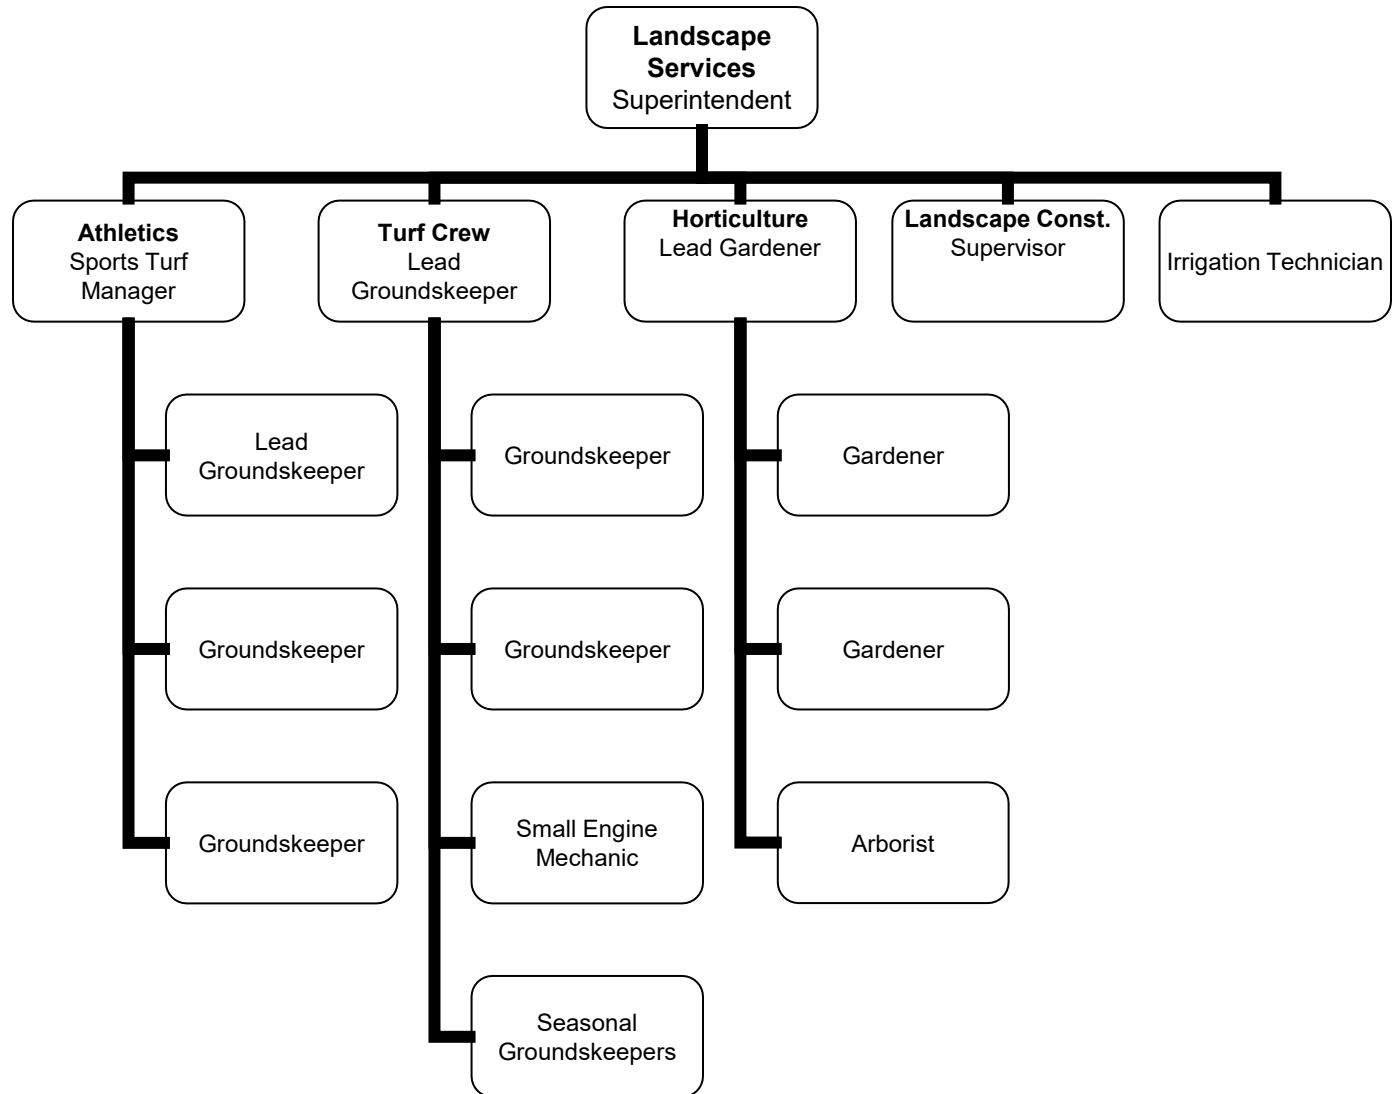 Landscape
Services
Superintendent
Athletics
Sports Turf
Manager
Turf Crew
Lead
Groundskeeper
Horticulture
Lead Gardener
Landscape Const.
Supervisor
Irrigation Technician
Lead
Groundskeeper
Groundskeeper
Gardener
Groundskeeper
Groundskeeper
Gardener
Groundskeeper
Small Engine
Mechanic
Arborist
Seasonal
Groundskeepers